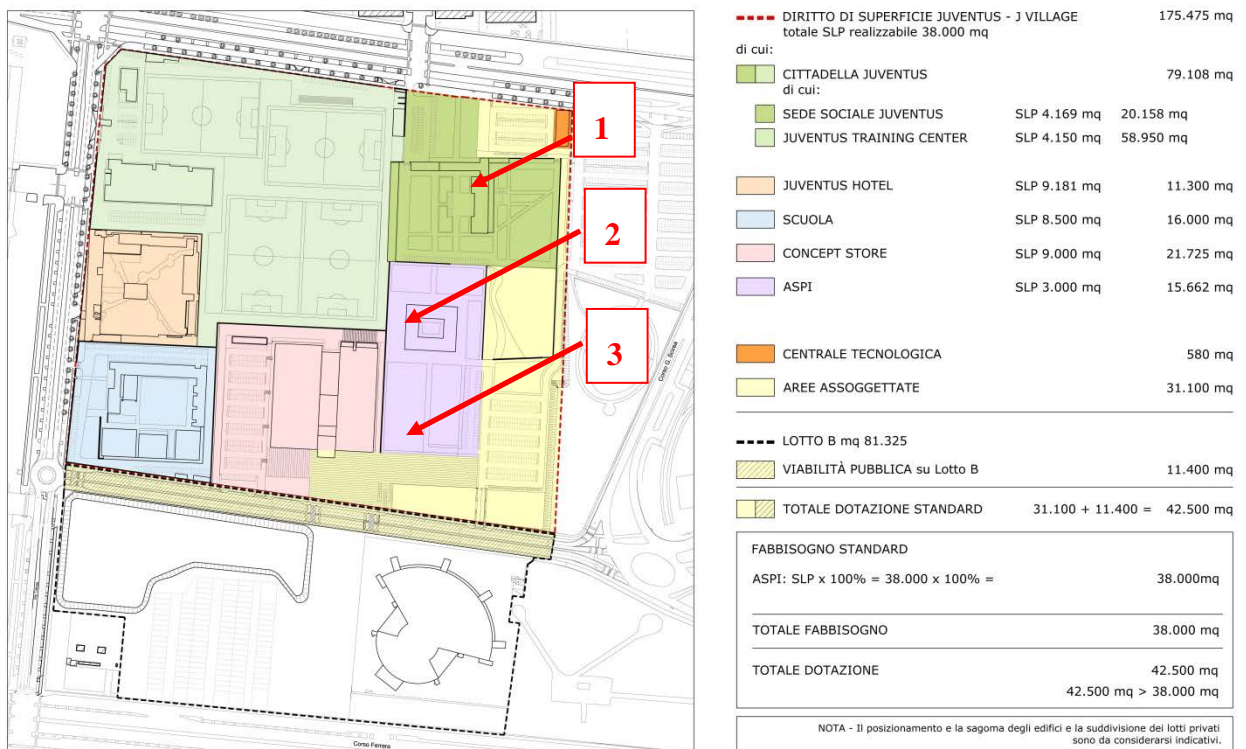 1
2
3
Corso G. Scirea
Corso Ferrara
DIRITTO DI SUPERFICIE JUVENTUS - J VILLAGE 175.475 mq
totale SLP realizzabile 38.000 mq
di cui:
CITTADELLA JUVENTUS 79.108 mq
di cui:
SEDE SOCIALE JUVENTUS SLP 4.169 mq 20.158 mq
JUVENTUS TRAINING CENTER SLP 4.150 mq 58.950 mq
JUVENTUS HOTEL SLP 9.181 mq 11.300 mq
SCUOLA SLP 8.500 mq 16.000 mq
CONCEPT STORE SLP 9.000 mq 21.725 mq
ASPI SLP 3.000 mq 15.662 mq
CENTRALE TECNOLOGICA 580 mq
AREE ASSOGGETTATE 31.100 mq
LOTTO B mq 81.325
VIABILITÀ PUBBLICA su Lotto B 11.400 mq
TOTALE DOTAZIONE STANDARD 31.100 + 11.400 = 42.500 mq
FABBISOGNO STANDARD
ASPI: SLP x 100% = 38.000 x 100% = 38.000mq
TOTALE FABBISOGNO 38.000 mq
TOTALE DOTAZIONE 42.500 mq
42.500 mq > 38.000 mq
NOTA - Il posizionamento e la sagoma degli edifici e la suddivisione dei lotti privati
sono da considerarsi indicativi.